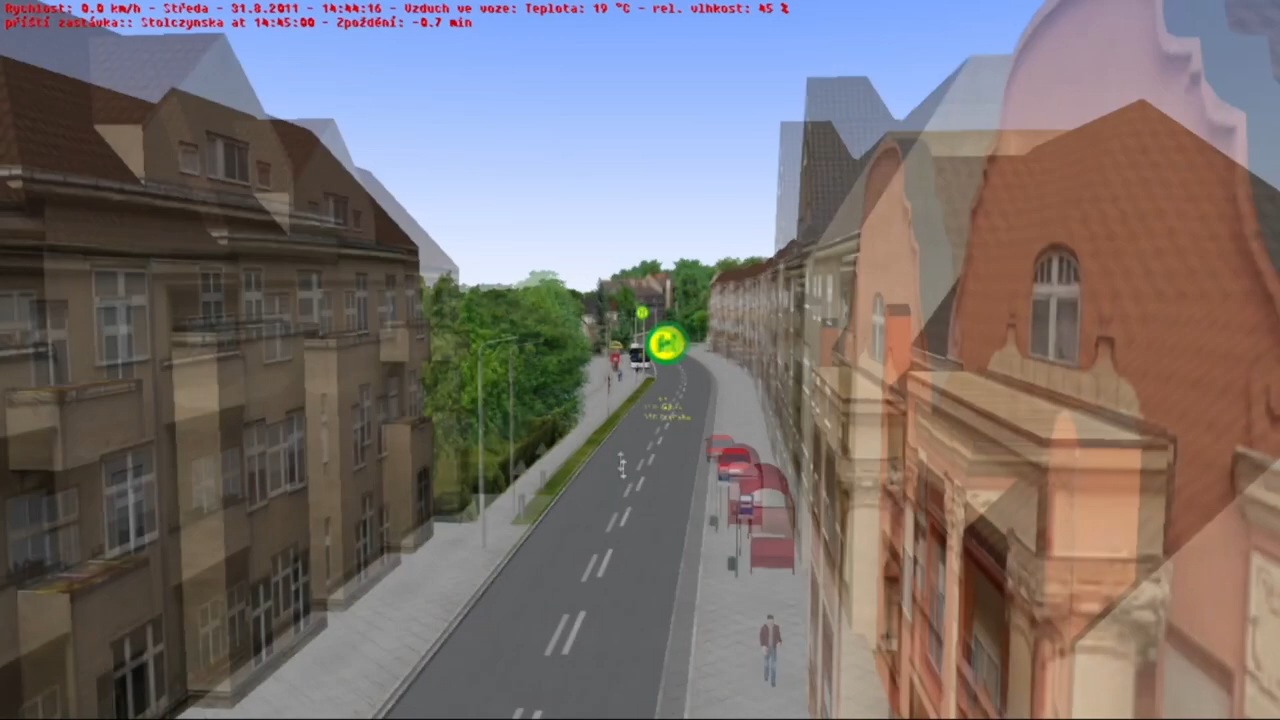 Rychlost: 0.0 km/h - Středa - 31.8.2011 - 14:44:16 - Vzduch ve voze: Teplota: 19 °C - rel. vlhkost: 45 %
příští zastávka:: Stolczynska at 14:45:00 - Zpoždění: -0.7 min
H
H